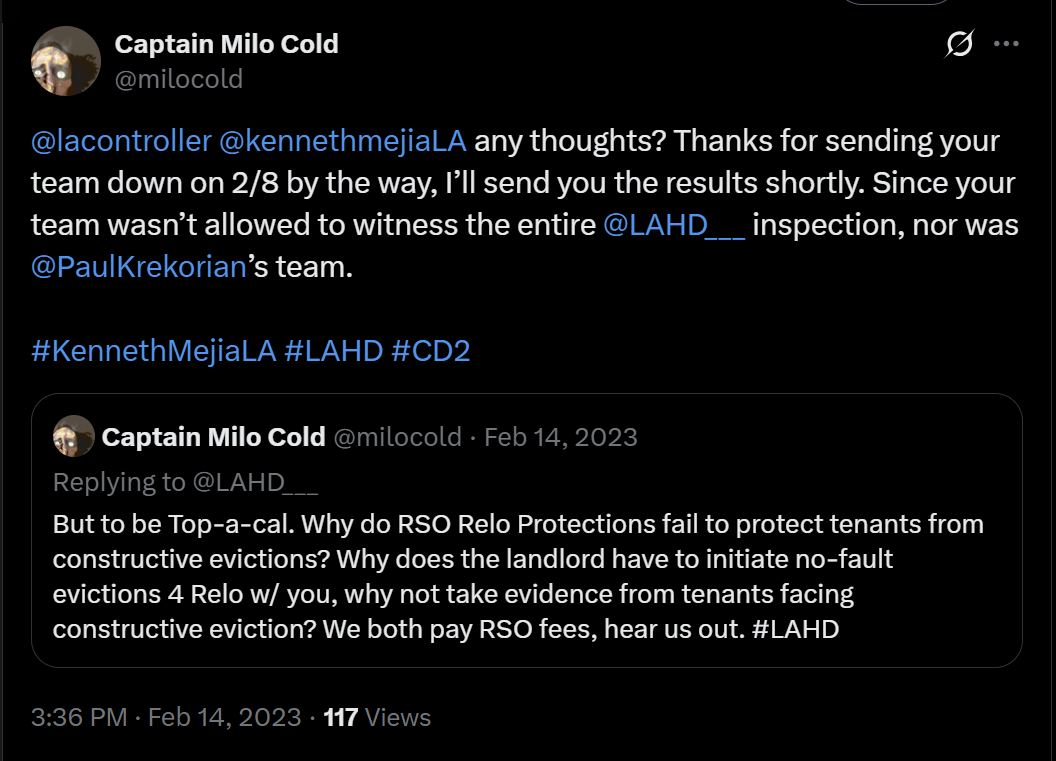 Captain Milo Cold
@milocold
@lacontroller @kennethmejiaLA any thoughts? Thanks for sending your
team down on 2/8 by the way, I’ll send you the results shortly. Since your
team wasn’t allowed to witness the entire @LAHD___ inspection, nor was
@PaulKrekorian’s team.
#KennethMejiaLA #LAHD #CD2
Captain Milo Cold @milocold · Feb 14, 2023
Replying to @LAHD___
But to be Top-a-cal. Why do RSO Relo Protections fail to protect tenants from
constructive evictions? Why does the landlord have to initiate no-fault
evictions 4 Relo w/ you, why not take evidence from tenants facing
constructive eviction? We both pay RSO fees, hear us out. #LAHD
3:36 PM · Feb 14, 2023 · 117 Views